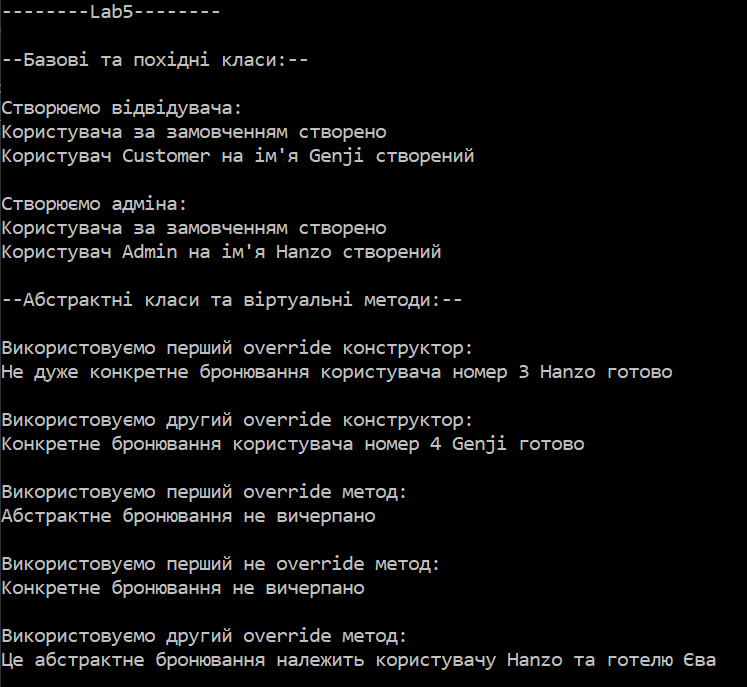 --------Lab5--------
--Базові та похідні класи:--
Створюємо відвідувача:
Користувача за замовченням створено
Користувач Customer на ім'я Genji створений
Створюємо адміна:
Користувача за замовченням створено
Користувач Admin на ім'я Hanzo створений
--Абстрактні класи та віртуальні методи:--
Використовуємо перший override конструктор:
Не дуже конкретне бронювання користувача номер 3 Hanzo готово
Використовуємо другий override конструктор:
Конкретне бронювання користувача номер 4 Genji готово
Використовуємо перший override метод:
Абстрактне бронювання не вичерпано
Використовуємо перший не override метод:
Конкретне бронювання не вичерпано
Використовуємо другий override метод:
Це абстрактне бронювання належить користувачу Hanzo та готелю Єва